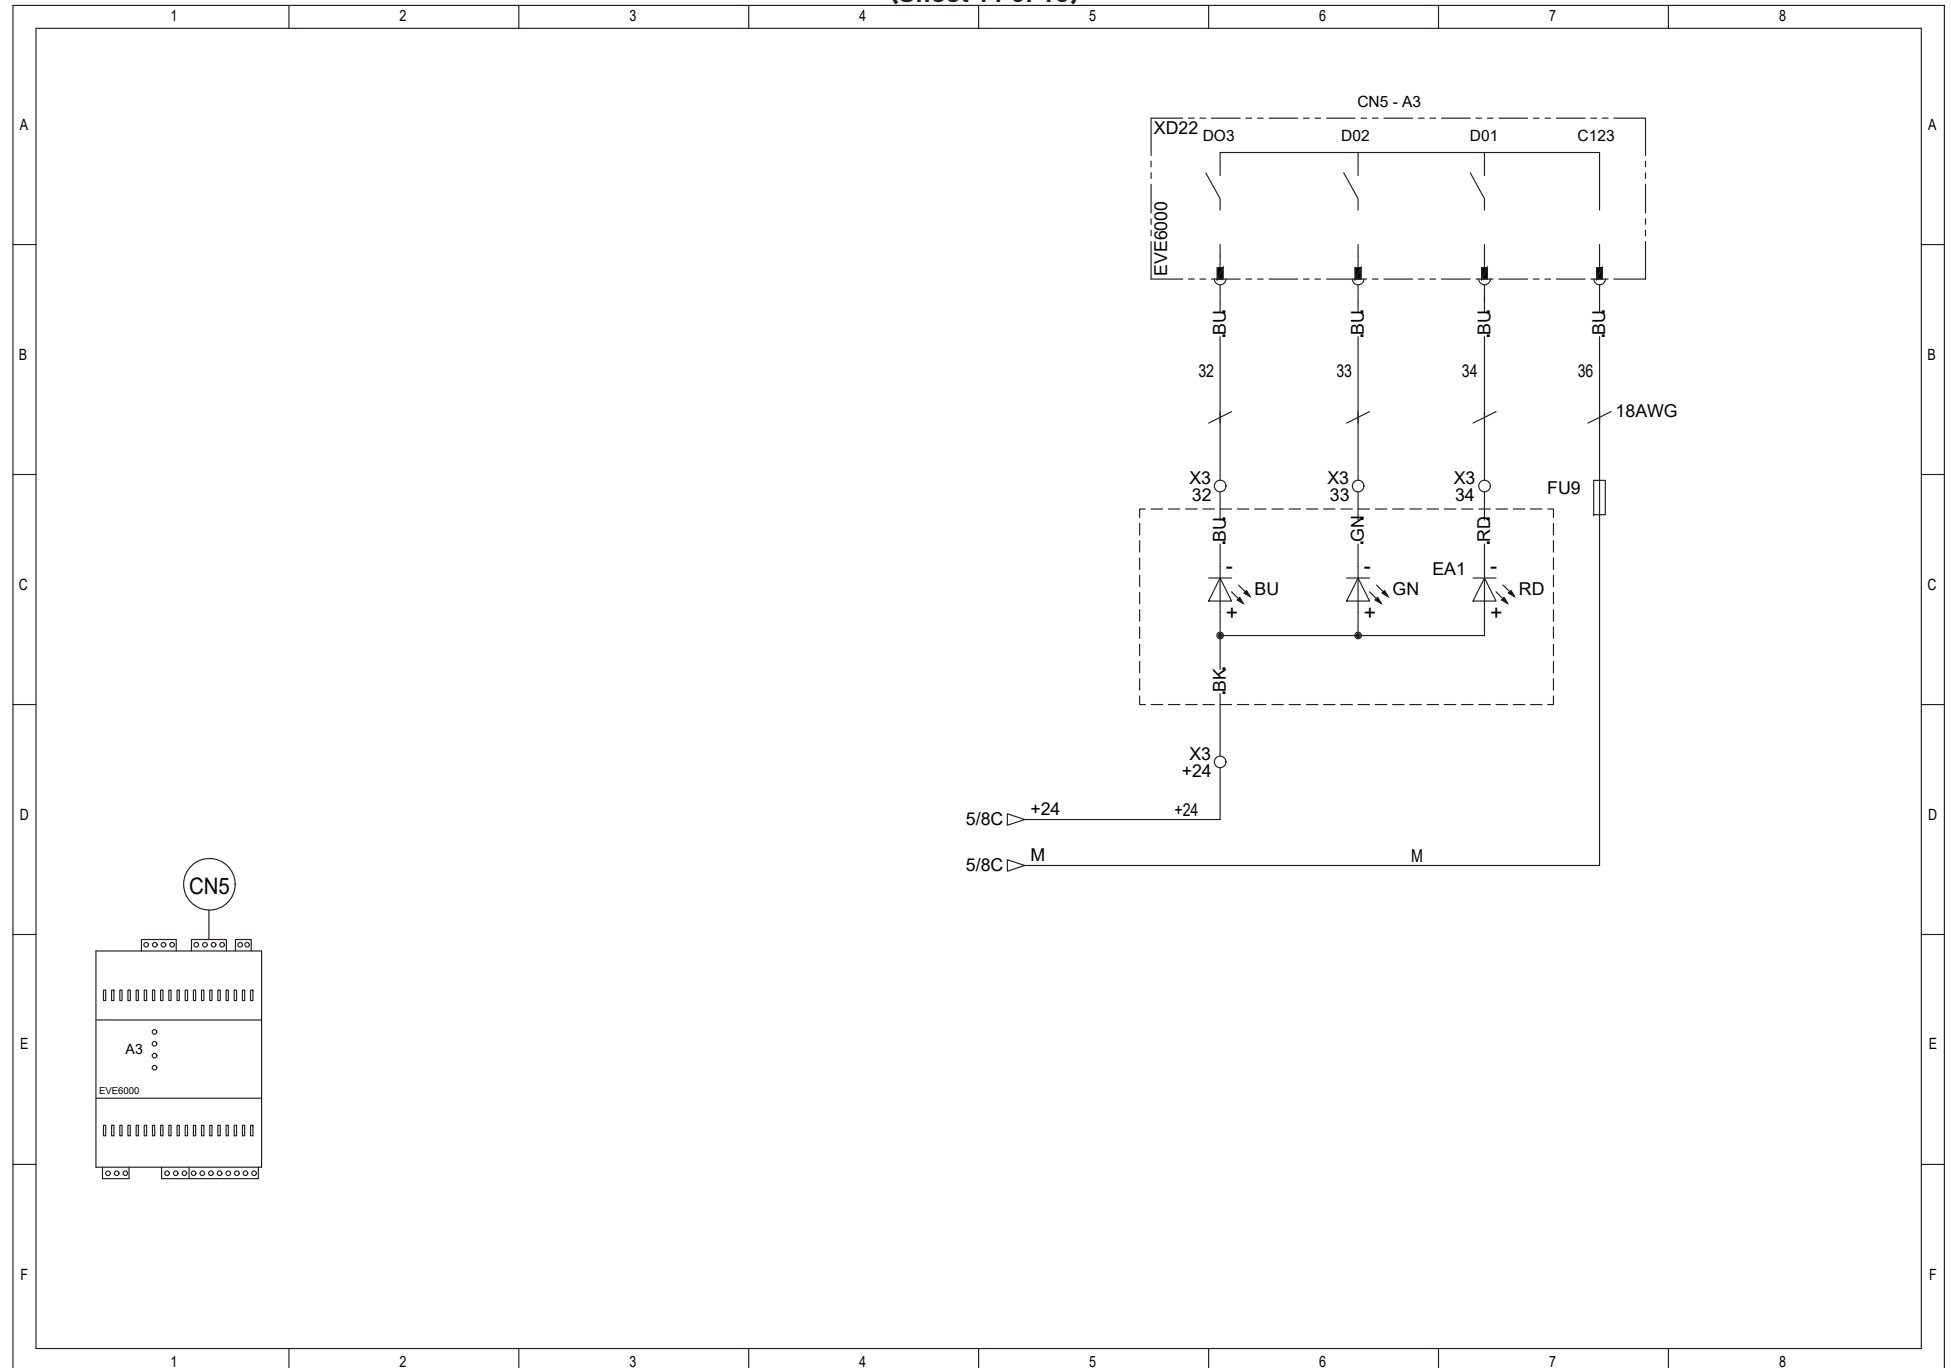 1 2 3 4 5 6 7 8
CN5 - A3
A A
XD22 DO3 D02 D01 C123
EVE6000
.BU. .BU. .BU. .BU.
B B
32 33 34 36
18AWG
X3 X3 X3
32 33 34 FU9
.BU. .GN. .RD.
EA1 - - -
C BU GN RD C
+ + +
.BK.
X3
+24
5/8C +24 +24
D D
5/8C M M
CN5
E E
A3
EVE6000
F F
1 2 3 4 5 6 7 8